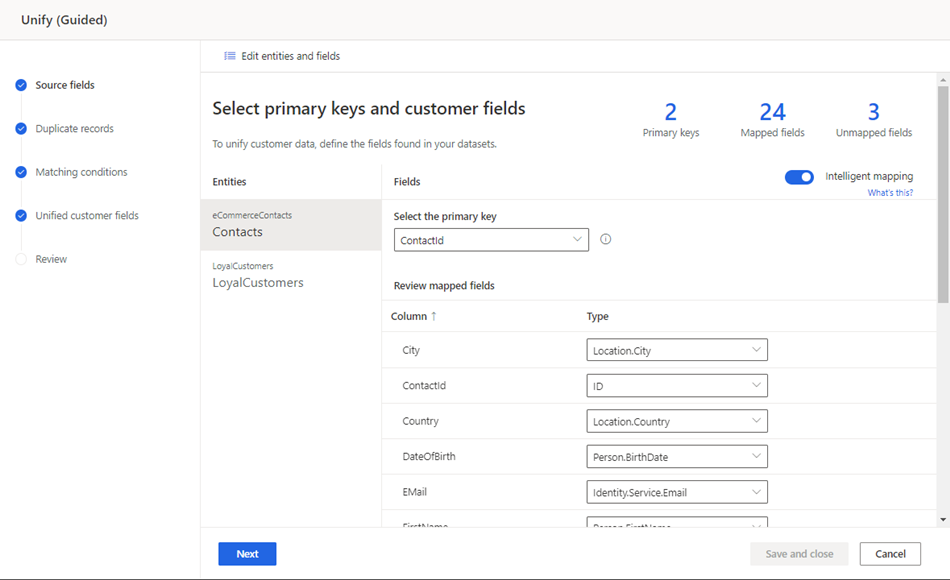 Unify (Guided)
Edit entities and fields
Source fields
Duplicate records
Matching conditions
Unified customer fields
Review
Select primary keys and customer fields
To unify customer data, define the fields found in your datasets.
2
Primary keys
24
Mapped fields
3
Unmapped fields
Intelligent mapping
What's this?
Entities
Fields
eCommerceContacts
Contacts
LoyalCustomers
LoyalCustomers
Select the primary key
ContactId
Review mapped fields
Column ↑ Type
City Location.City
ContactId ID
Country Location.Country
DateOfBirth Person.BirthDate
EMail Identity.Service.Email
FirstName Person.FirstName
Next
Save and close
Cancel